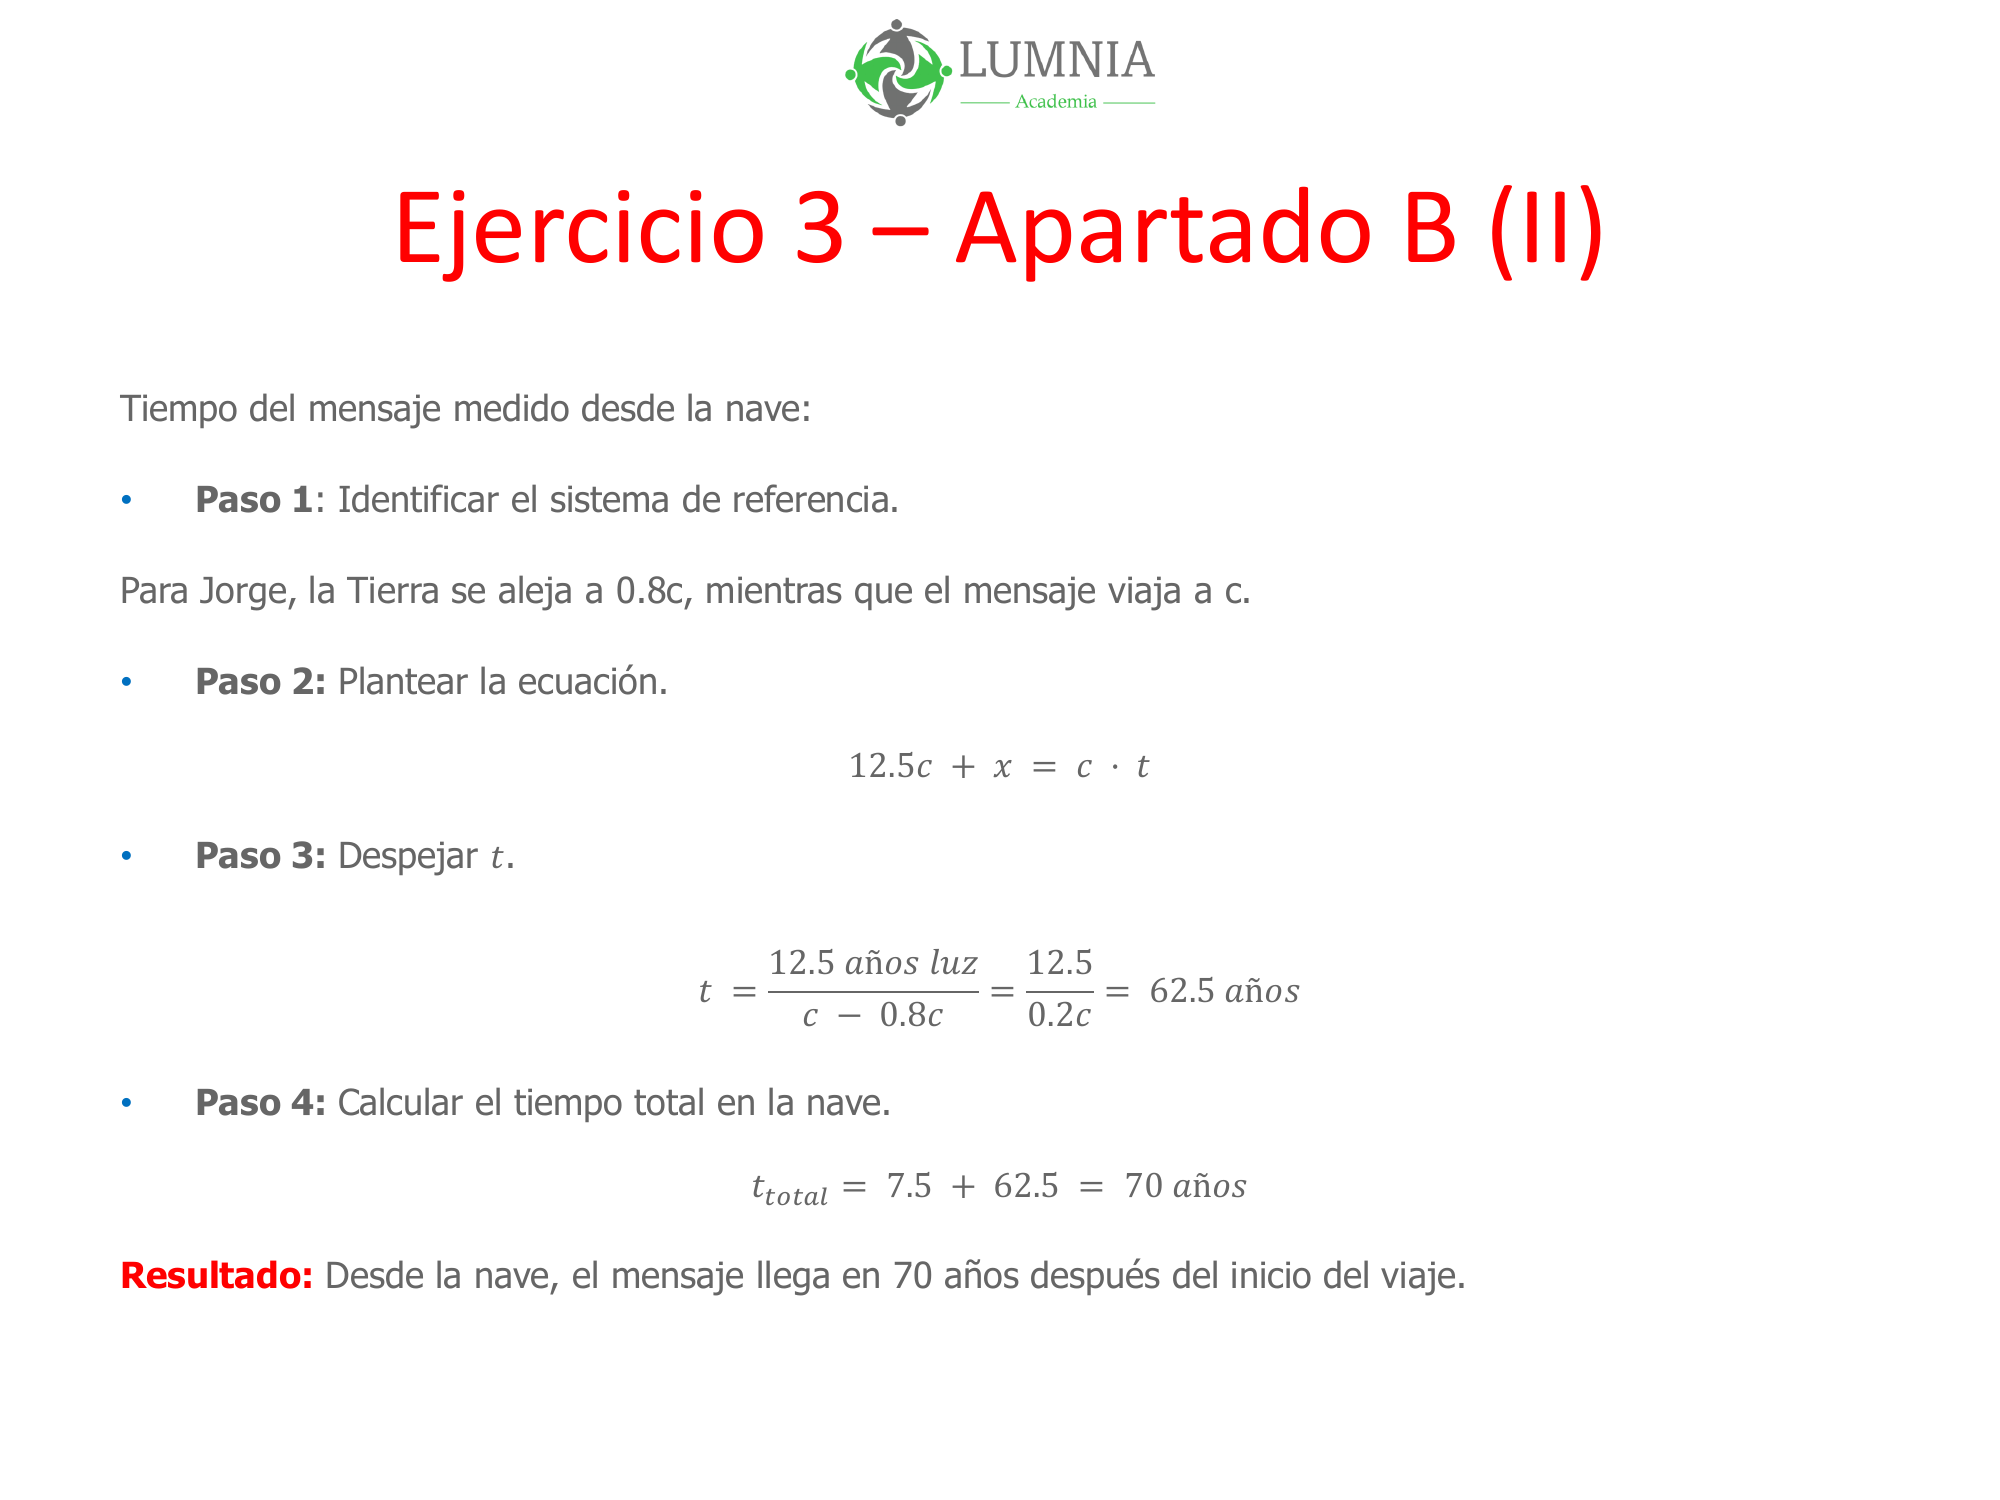 LUMNIA
Academia
Ejercicio 3 – Apartado B (II)
Tiempo del mensaje medido desde la nave:
• Paso 1: Identificar el sistema de referencia.
Para Jorge, la Tierra se aleja a 0.8c, mientras que el mensaje viaja a c.
• Paso 2: Plantear la ecuación.
12.5c + x = c · t
• Paso 3: Despejar t.
t = \frac{12.5 años luz}{c − 0.8c} = \frac{12.5}{0.2c} = 62.5 años
• Paso 4: Calcular el tiempo total en la nave.
t_{total} = 7.5 + 62.5 = 70 años
Resultado: Desde la nave, el mensaje llega en 70 años después del inicio del viaje.